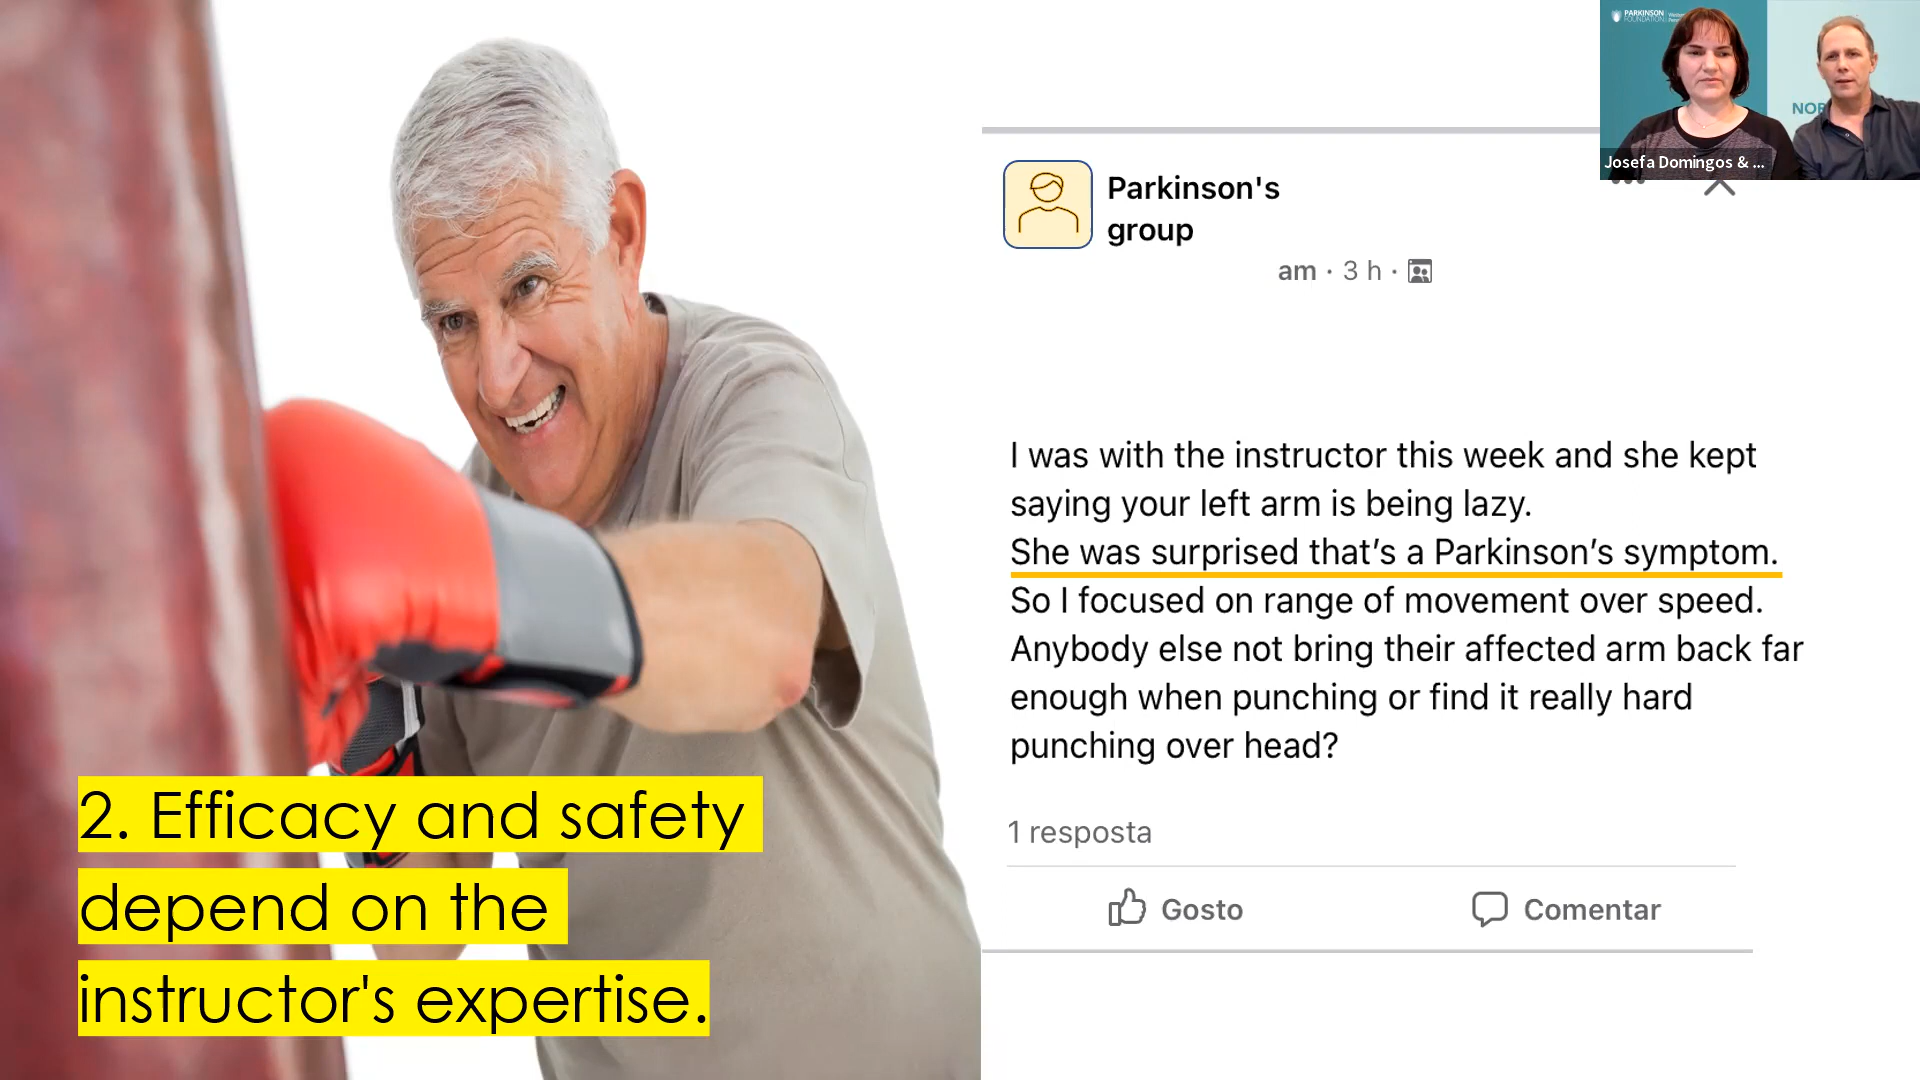 PARKINSON
FOUNDATION
NOR
Josefa Domingos & ...
Parkinson's
group
am · 3 h ·
I was with the instructor this week and she kept
saying your left arm is being lazy.
She was surprised that’s a Parkinson’s symptom.
So I focused on range of movement over speed.
Anybody else not bring their affected arm back far
enough when punching or find it really hard
punching over head?
1 resposta
Gosto
Comentar
2. Efficacy and safety
depend on the
instructor's expertise.